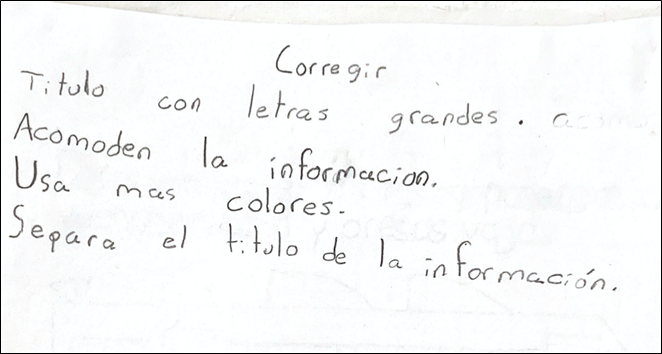 Corregir
Titulo con letras grandes.
Acomoden la informacion.
Usa mas colores.
Separa el titulo de la información.